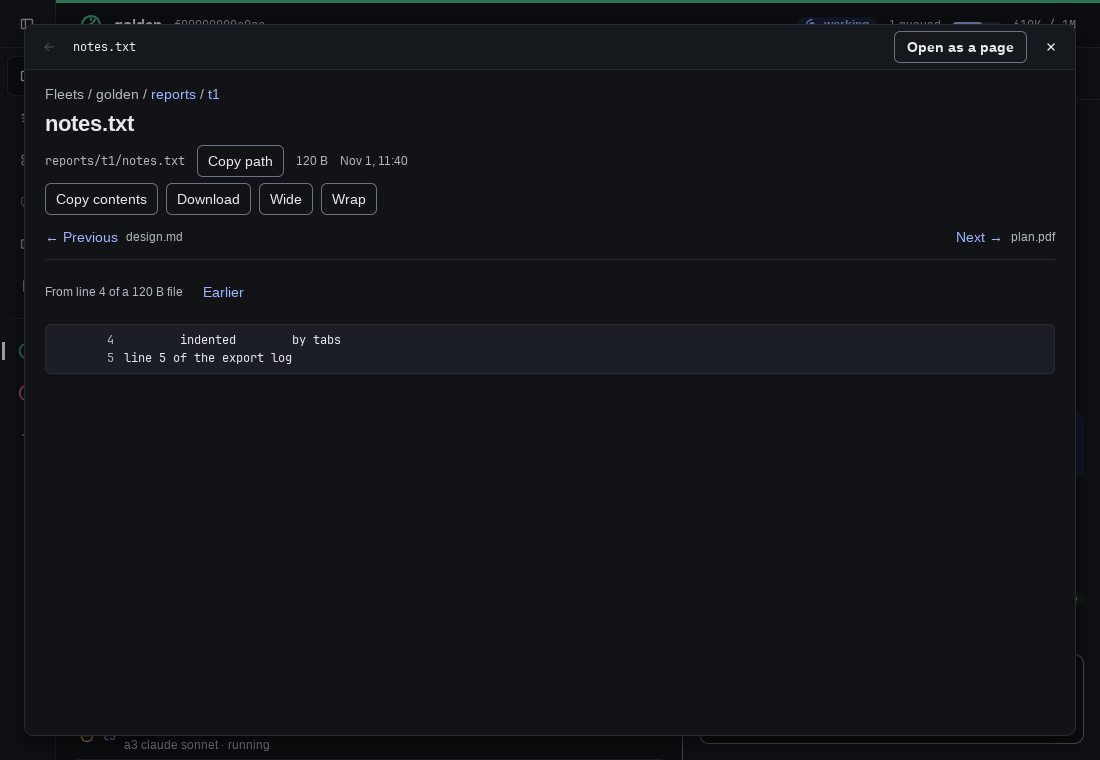 notes.txt
Open as a page ×
Fleets / golden / reports / t1
notes.txt
reports/t1/notes.txt Copy path 120 B Nov 1, 11:40
Copy contents Download Wide Wrap
← Previous design.md Next → plan.pdf
From line 4 of a 120 B file Earlier
4 indented by tabs
5 line 5 of the export log
a3 claude sonnet · running